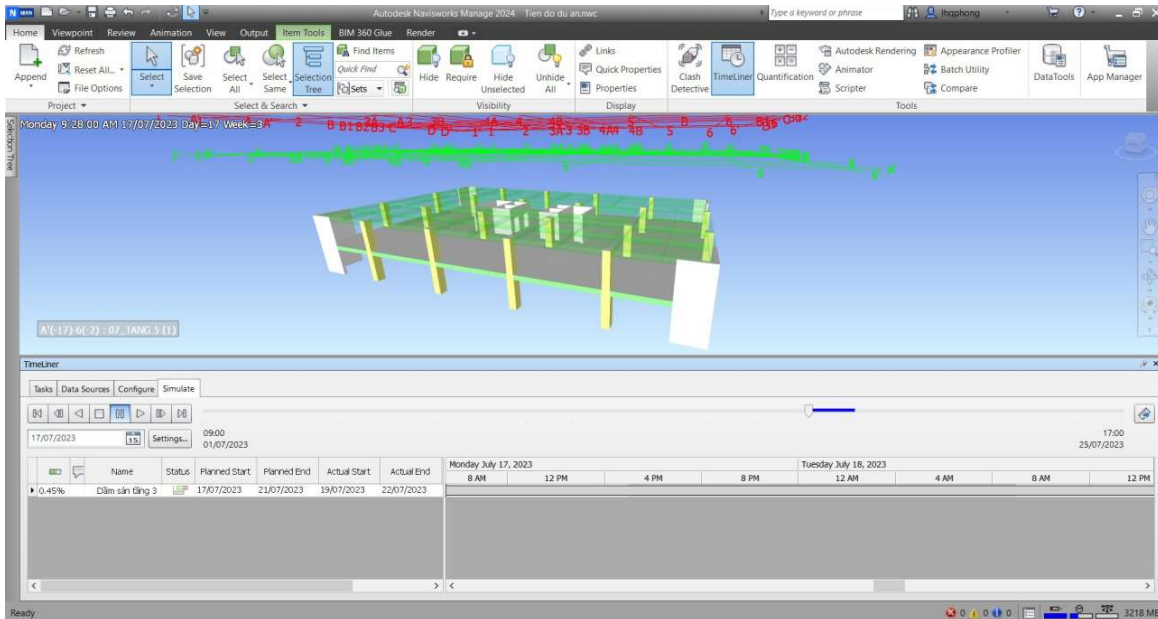 N MAN Autodesk Navisworks Manage 2024 Tien do du an.nwc Type a keyword or phrase lhqphong
Home Viewpoint Review Animation View Output Item Tools BIM 360 Glue Render
Append
Refresh
Reset All...
File Options
Project
Select
Save Selection
Select All
Select Same
Selection Tree
Find Items
Quick Find
Sets
Select & Search
Hide
Require
Hide Unselected
Unhide All
Visibility
Links
Quick Properties
Properties
Display
Clash Detective
TimeLiner
Quantification
Autodesk Rendering
Animator
Scripter
Appearance Profiler
Batch Utility
Compare
Tools
DataTools
App Manager
Selection Tree
Monday 9:28:00 AM 17/07/2023 Day=17 Week=3
A'(-17)-6(-2) : 07_TANG 5 (1)
TimeLiner
Tasks Data Sources Configure Simulate
17/07/2023 15 Settings...
09:00
01/07/2023
17:00
25/07/2023
Name Status Planned Start Planned End Actual Start Actual End
0.45% Dầm sàn tầng 3 17/07/2023 21/07/2023 19/07/2023 22/07/2023
Monday July 17, 2023 Tuesday July 18, 2023
8 AM 12 PM 4 PM 8 PM 12 AM 4 AM 8 AM 12 PM
Ready 0 0 0 3218 MB